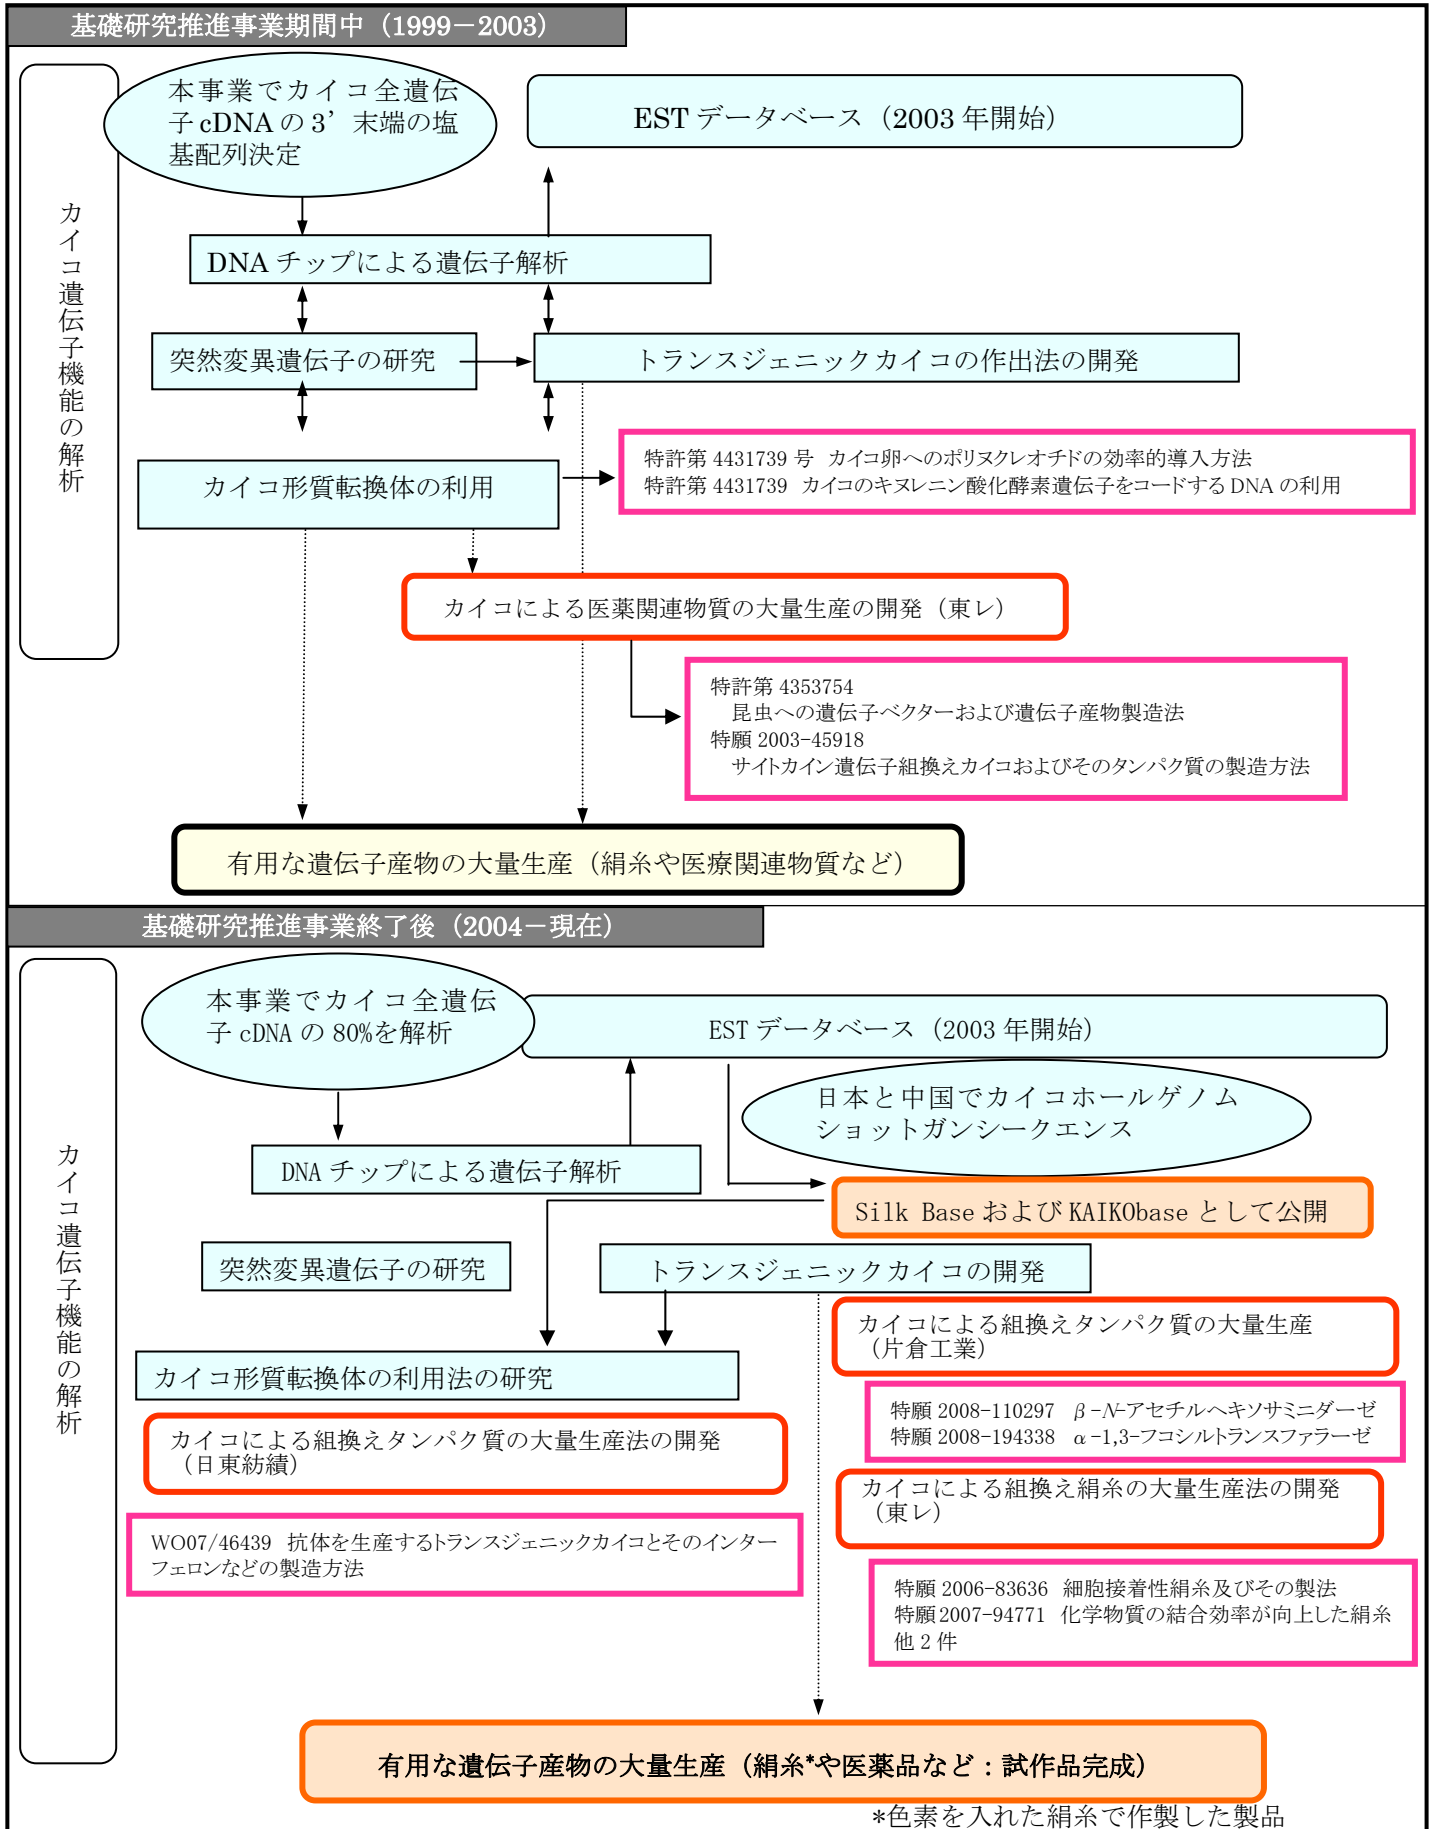 基礎研究推進事業期間中（1999－2003）
本事業でカイコ全遺伝
子 cDNA の 3’末端の塩
基配列決定
EST データベース（2003 年開始）
カイコ遺伝子機能の解析
DNA チップによる遺伝子解析
突然変異遺伝子の研究
トランスジェニックカイコの作出法の開発
カイコ形質転換体の利用
特許第 4431739 号 カイコ卵へのポリヌクレオチドの効率的導入方法
特許第 4431739 カイコのキヌレニン酸化酵素遺伝子をコードする DNA の利用
カイコによる医薬関連物質の大量生産の開発（東レ）
特許第 4353754
昆虫への遺伝子ベクターおよび遺伝子産物製造法
特願 2003-45918
サイトカイン遺伝子組換えカイコおよびそのタンパク質の製造方法
有用な遺伝子産物の大量生産（絹糸や医療関連物質など）
基礎研究推進事業終了後（2004－現在）
本事業でカイコ全遺伝
子 cDNA の 80%を解析
EST データベース（2003 年開始）
日本と中国でカイコホールゲノム
ショットガンシークエンス
カイコ遺伝子機能の解析
DNA チップによる遺伝子解析
Silk Base および KAIKObase として公開
突然変異遺伝子の研究
トランスジェニックカイコの開発
カイコによる組換えタンパク質の大量生産
（片倉工業）
カイコ形質転換体の利用法の研究
特願 2008-110297 β-N-アセチルヘキソサミニダーゼ
特願 2008-194338 α-1,3-フコシルトランスファラーゼ
カイコによる組換えタンパク質の大量生産法の開発
（日東紡績）
カイコによる組換え絹糸の大量生産法の開発
（東レ）
WO07/46439 抗体を生産するトランスジェニックカイコとそのインター
フェロンなどの製造方法
特願 2006-83636 細胞接着性絹糸及びその製法
特願 2007-94771 化学物質の結合効率が向上した絹糸
他 2 件
有用な遺伝子産物の大量生産（絹糸*や医薬品など：試作品完成）
*色素を入れた絹糸で作製した製品